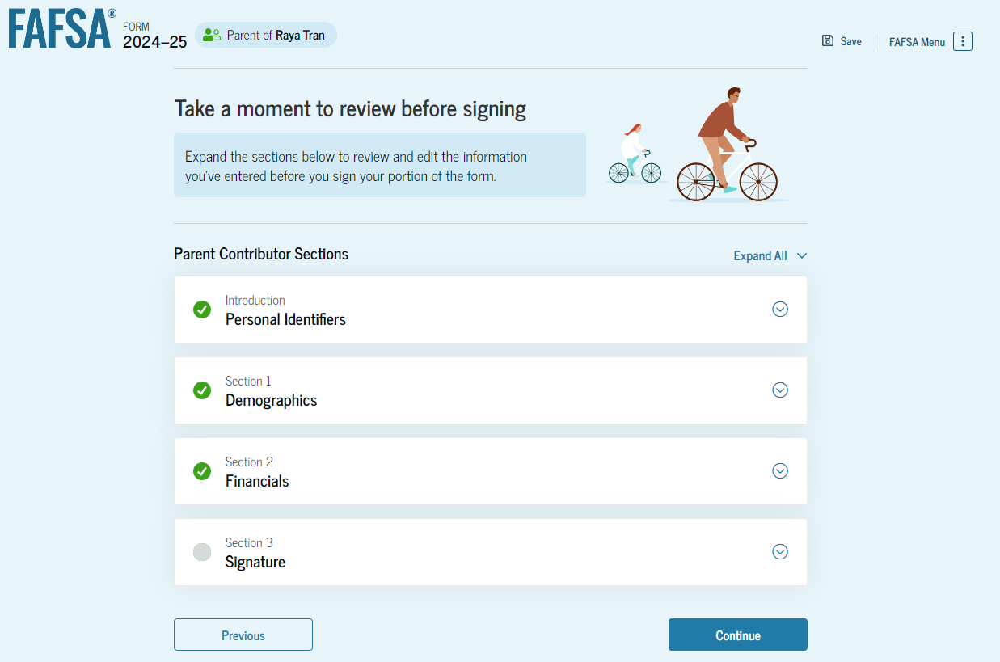 FAFSA®
FORM
2024–25
Parent of Raya Tran
Save
FAFSA Menu
Take a moment to review before signing
Expand the sections below to review and edit the information
you've entered before you sign your portion of the form.
Parent Contributor Sections
Expand All
Introduction
Personal Identifiers
Section 1
Demographics
Section 2
Financials
Section 3
Signature
Previous
Continue